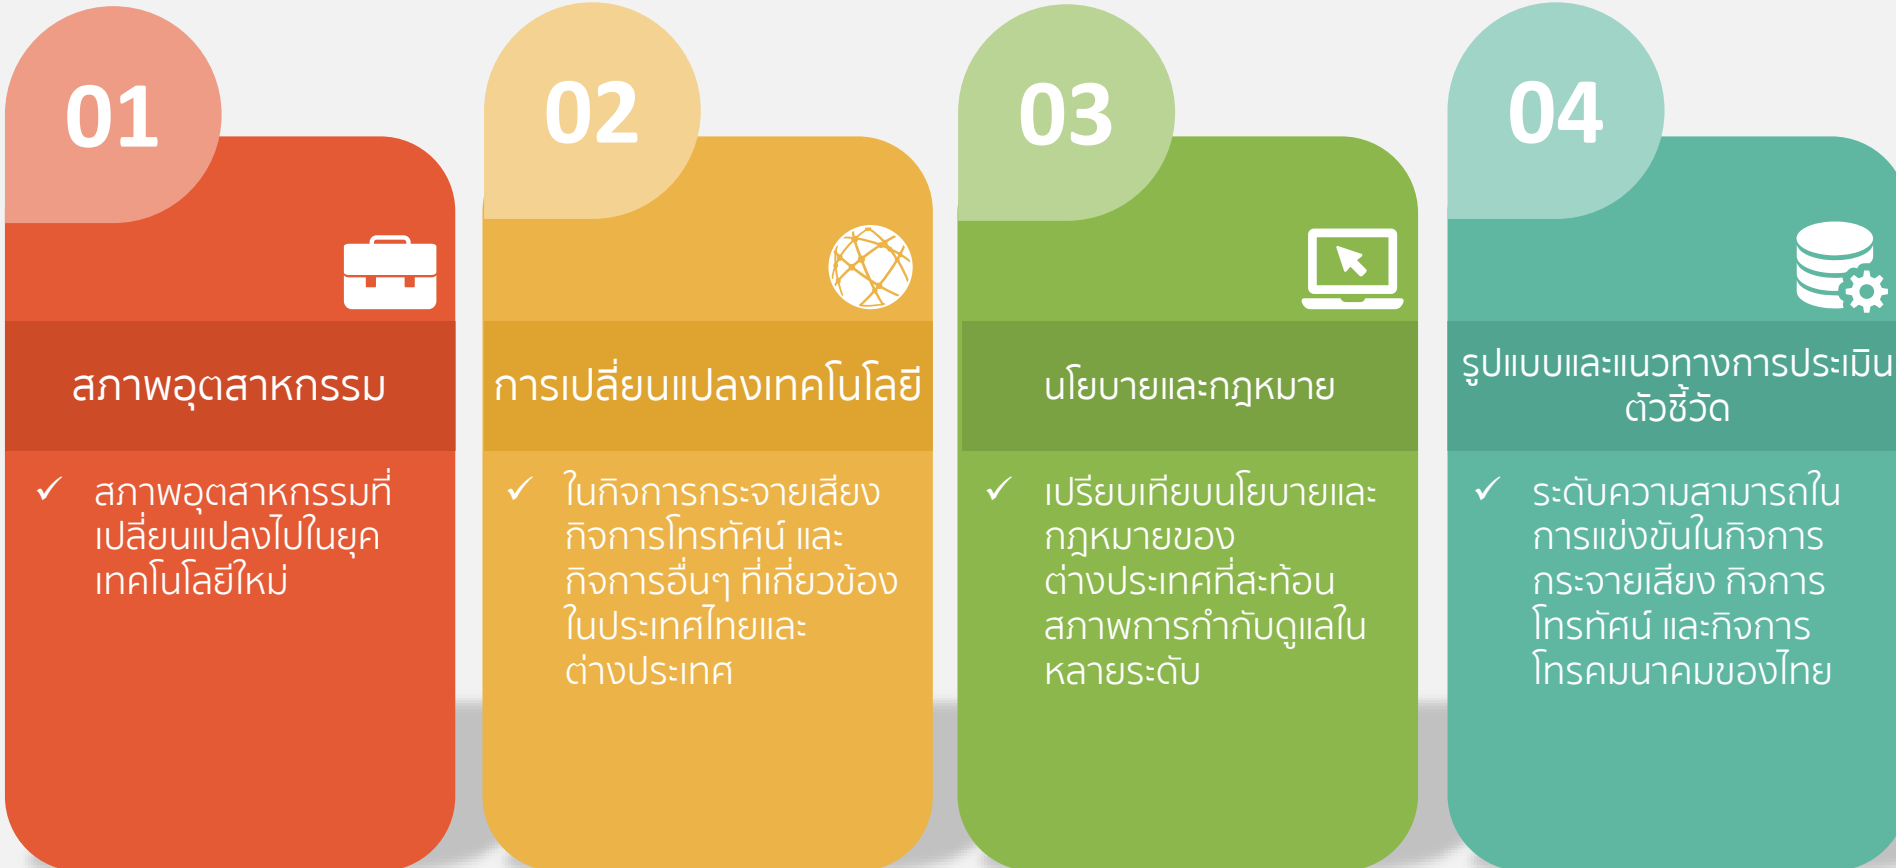 01
สภาพอุตสาหกรรม
✓ สภาพอุตสาหกรรมที่
เปลี่ยนแปลงไปในยุค
เทคโนโลยีใหม่
02
การเปลี่ยนแปลงเทคโนโลยี
✓ ในกิจการกระจายเสียง
กิจการโทรทัศน์ และ
กิจการอื่นๆ ที่เกี่ยวข้อง
ในประเทศไทยและ
ต่างประเทศ
03
นโยบายและกฎหมาย
✓ เปรียบเทียบนโยบายและ
กฎหมายของ
ต่างประเทศที่สะท้อน
สภาพการกำกับดูแลใน
หลายระดับ
04
รูปแบบและแนวทางการประเมิน
ตัวชี้วัด
✓ ระดับความสามารถใน
การแข่งขันในกิจการ
กระจายเสียง กิจการ
โทรทัศน์ และกิจการ
โทรคมนาคมของไทย